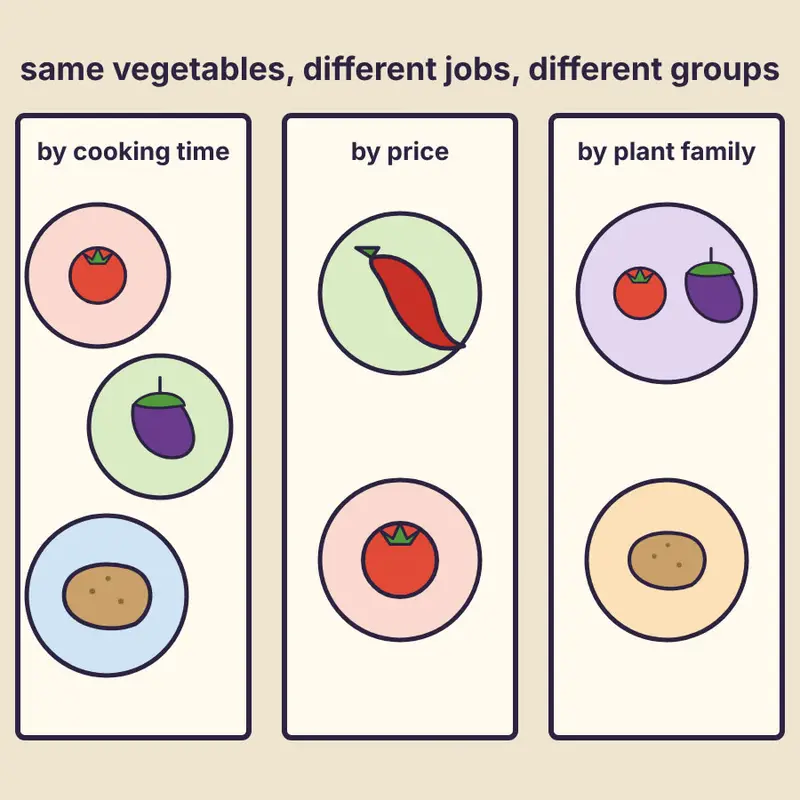 same vegetables, different jobs, different groups
by cooking time
by price
by plant family